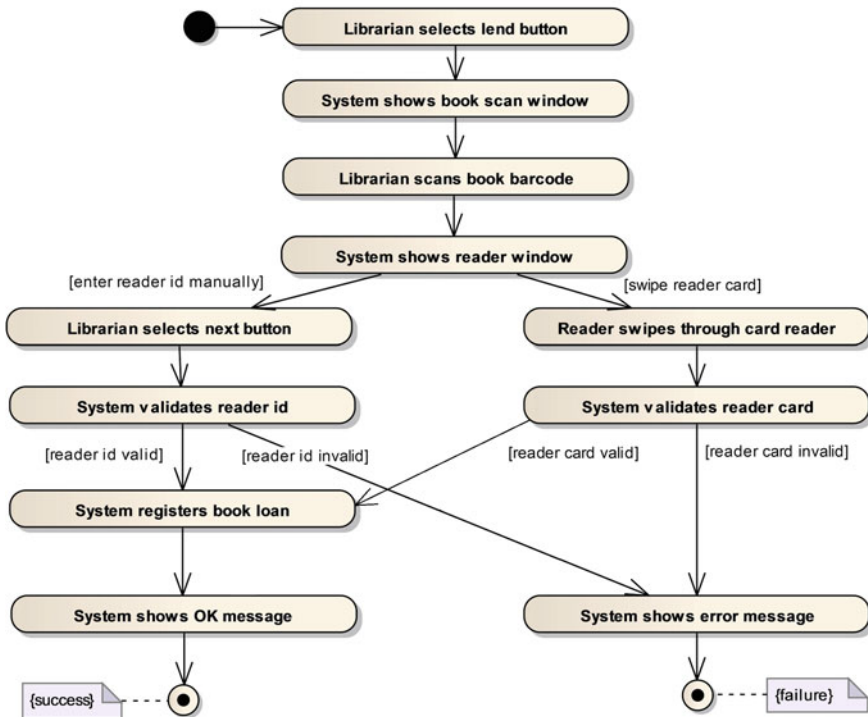 Librarian selects lend button
System shows book scan window
Librarian scans book barcode
System shows reader window
[enter reader id manually]
[swipe reader card]
Librarian selects next button
Reader swipes through card reader
System validates reader id
System validates reader card
[reader id valid]
[reader id invalid]
[reader card valid]
[reader card invalid]
System registers book loan
System shows OK message
System shows error message
{success}
{failure}